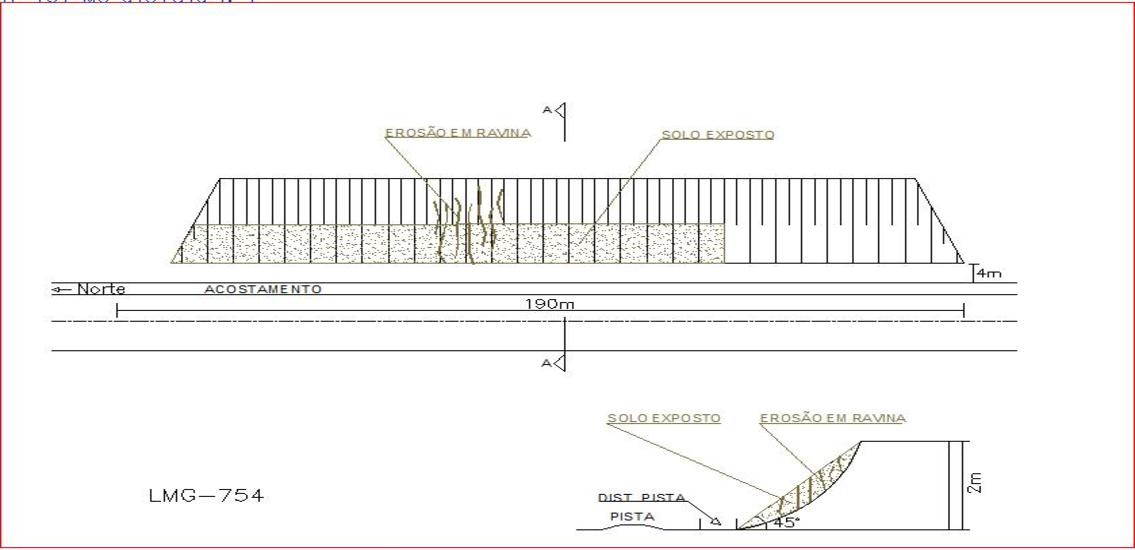 A
EROSÃO EM RAVINA
SOLO EXPOSTO
4m
Norte
ACOSTAMENTO
190m
A
SOLO EXPOSTO
EROSÃO EM RAVINA
LMG-754
DIST. PISTA
PISTA
45°
2m